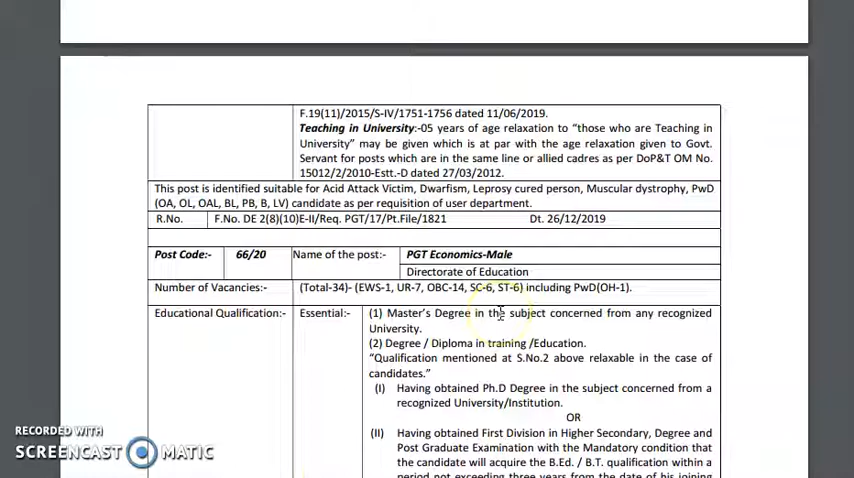 F.19(11)/2015/S-IV/1751-1756 dated 11/06/2019.
Teaching in University:-05 years of age relaxation to “those who are Teaching in
University” may be given which is at par with the age relaxation given to Govt.
Servant for posts which are in the same line or allied cadres as per DoP&T OM No.
15012/2/2010-Estt.-D dated 27/03/2012.
This post is identified suitable for Acid Attack Victim, Dwarfism, Leprosy cured person, Muscular dystrophy, PwD
(OA, OL, OAL, BL, PB, B, LV) candidate as per requisition of user department.
R.No. F.No. DE 2(8)(10)E-II/Req. PGT/17/Pt.File/1821 Dt. 26/12/2019
Post Code:- 66/20 Name of the post:- PGT Economics-Male
Directorate of Education
Number of Vacancies:- (Total-34)- (EWS-1, UR-7, OBC-14, SC-6, ST-6) including PwD(OH-1).
Educational Qualification:- Essential:- (1) Master’s Degree in the subject concerned from any recognized
University.
(2) Degree / Diploma in training /Education.
“Qualification mentioned at S.No.2 above relaxable in the case of
candidates.”
(I) Having obtained Ph.D Degree in the subject concerned from a
recognized University/Institution.
OR
(II) Having obtained First Division in Higher Secondary, Degree and
Post Graduate Examination with the Mandatory condition that
the candidate will acquire the B.Ed. / B.T. qualification within a
period not exceeding three years from the date of his joining
RECORDED WITH
SCREENCAST MATIC